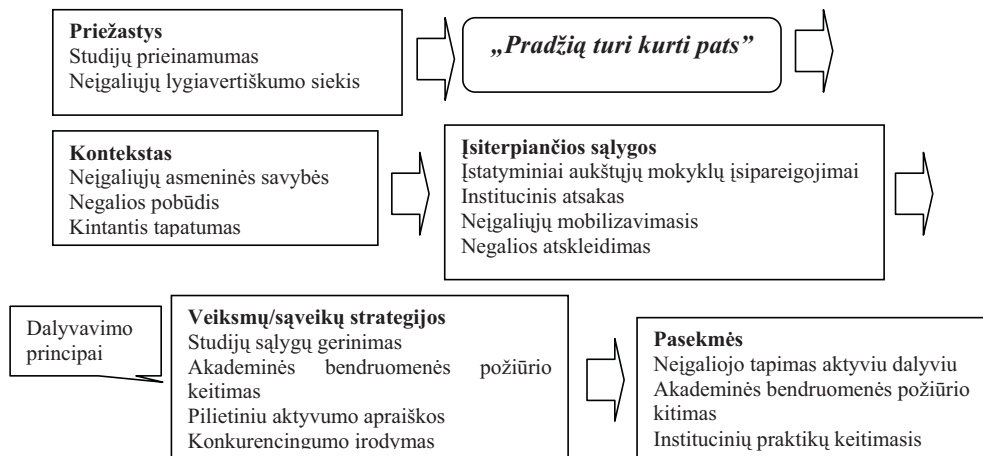 Priežastys
Studijų prieinamumas
Neįgaliųjų lygiavertiškumo siekis
„Pradžią turi kurti pats”
Kontekstas
Neįgaliųjų asmeninės savybės
Negalios pobūdis
Kintantis tapatumas
Įsiterpiančios sąlygos
Įstatyminiai aukštųjų mokyklų įsipareigojimai
Institucinis atsakas
Neįgaliųjų mobilizavimasis
Negalios atskleidimas
Dalyvavimo
principai
Veiksmų/sąveikų strategijos
Studijų sąlygų gerinimas
Akademinės bendruomenės požiūrio
keitimas
Pilietiniu aktyvumo apraiškos
Konkurencingumo irodymas
Pasekmės
Neįgaliojo tapimas aktyviu dalyviu
Akademinės bendruomenės požiūrio
kitimas
Institucinių praktikų keitimasis